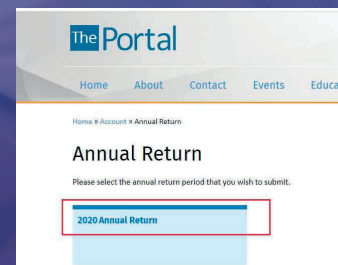 The Portal
Home About Contact Events Educa
Home » Account » Annual Return
Annual Return
Please select the annual return period that you wish to submit.
2020 Annual Return